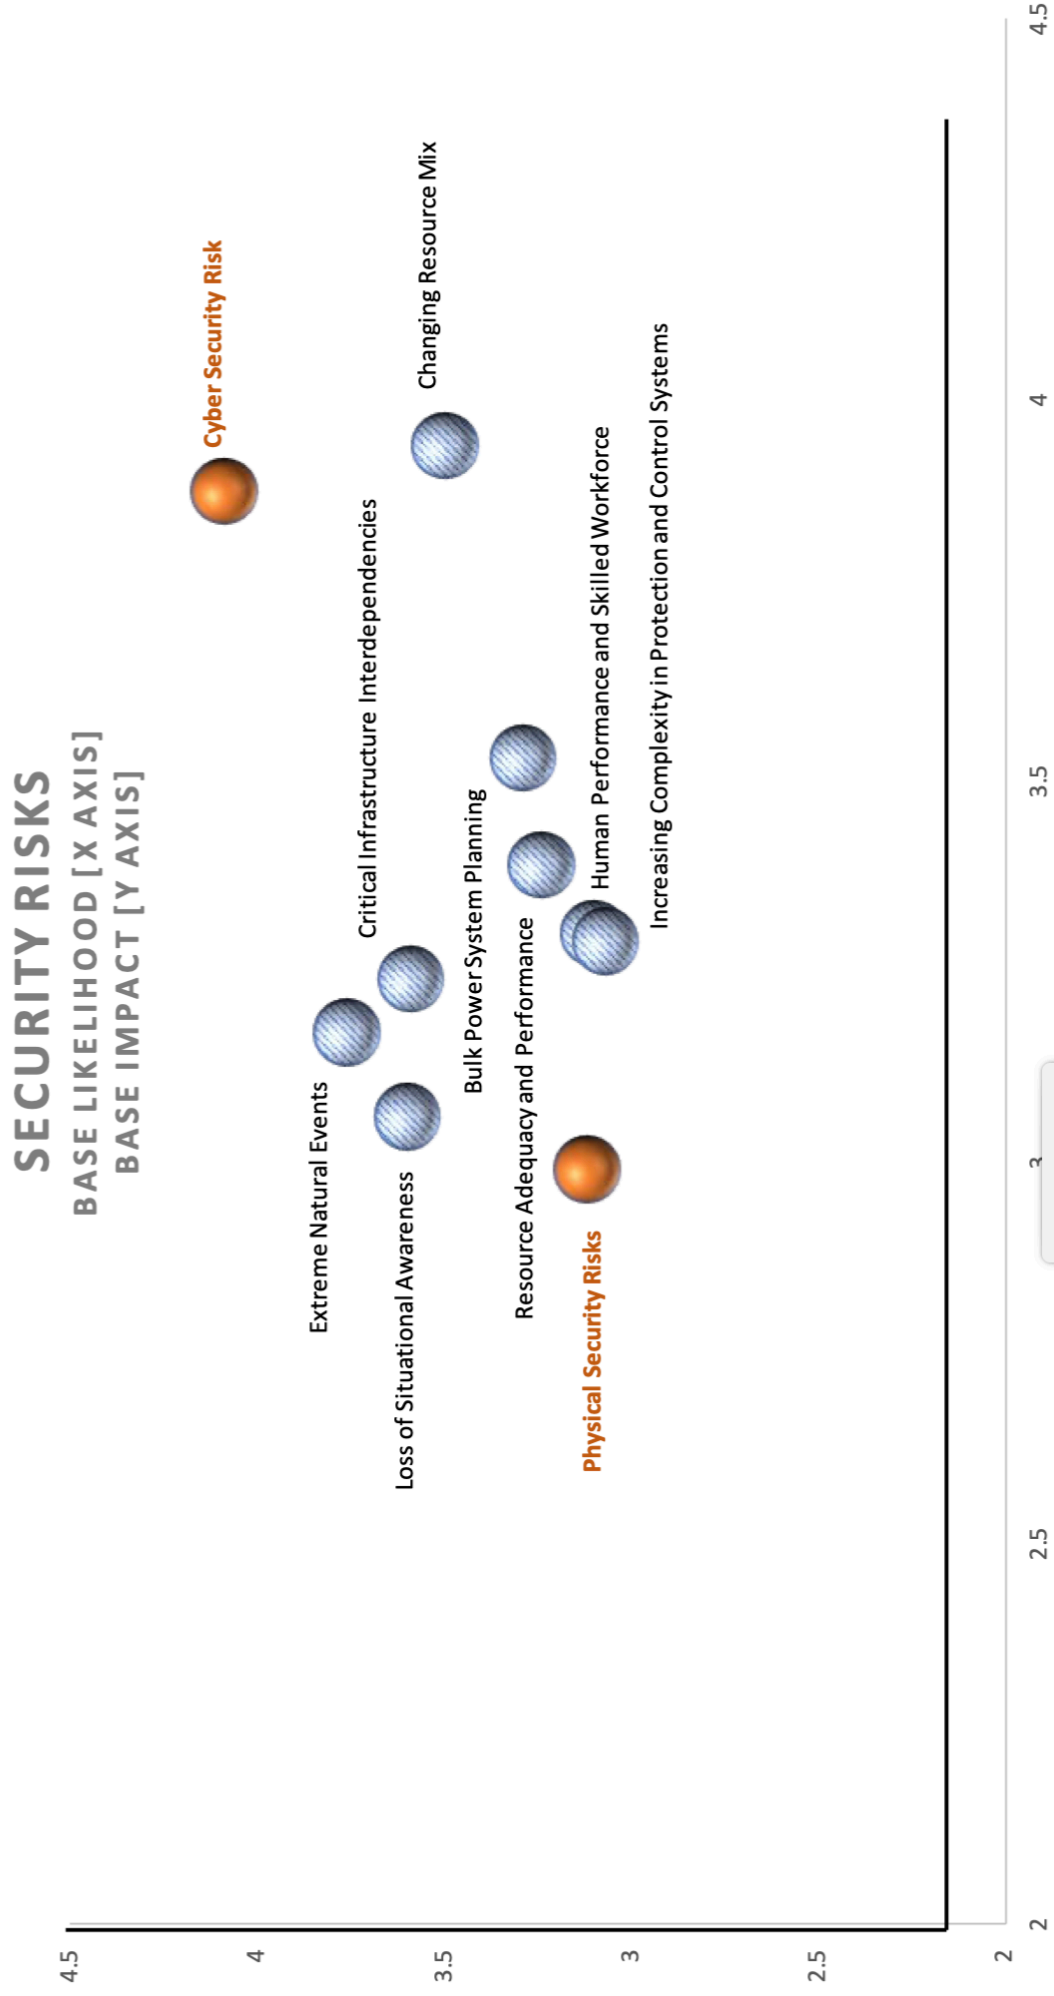 SECURITY RISKS
BASE LIKELIHOOD [X AXIS]
BASE IMPACT [Y AXIS]
4.5
4
3.5
3
2.5
2
Cyber Security Risk
Extreme Natural Events
Critical Infrastructure Interdependencies
Loss of Situational Awareness
Changing Resource Mix
Bulk Power System Planning
Resource Adequacy and Performance
Physical Security Risks
Human Performance and Skilled Workforce
Increasing Complexity in Protection and Control Systems
2
2.5
3
3.5
4
4.5